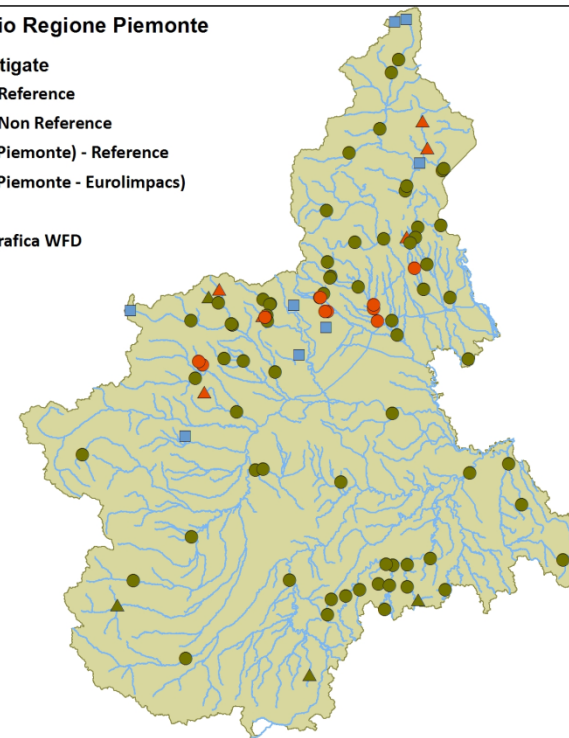 io Regione Piemonte
tigate
Reference
Non Reference
Piemonte) - Reference
Piemonte - Eurolimpacs)
rafica WFD